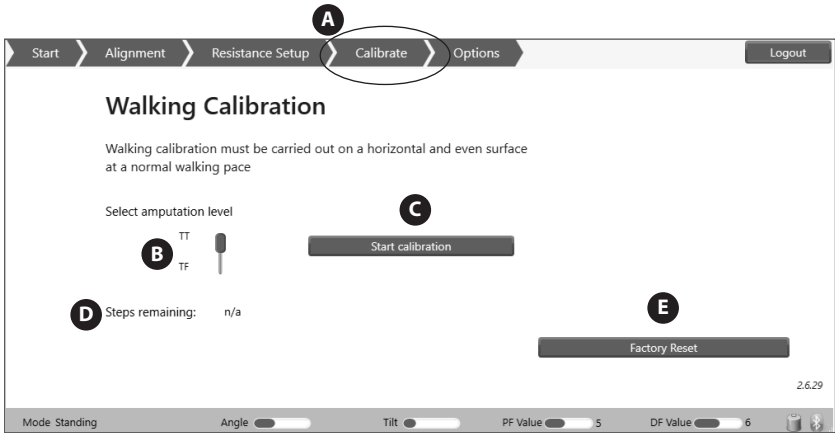 A
Start Alignment Resistance Setup Calibrate Options Logout
Walking Calibration
Walking calibration must be carried out on a horizontal and even surface
at a normal walking pace
Select amputation level
C
TT
B
Start calibration
TF
D Steps remaining: n/a
E
Factory Reset
2.6.29
Mode Standing Angle Tilt PF Value 5 DF Value 6